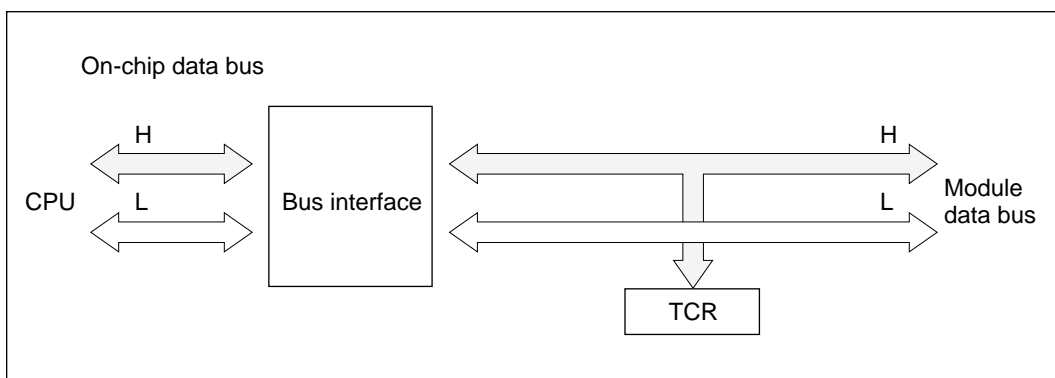 On-chip data bus
H
H
CPU
L
Bus interface
L
Module
data bus
TCR